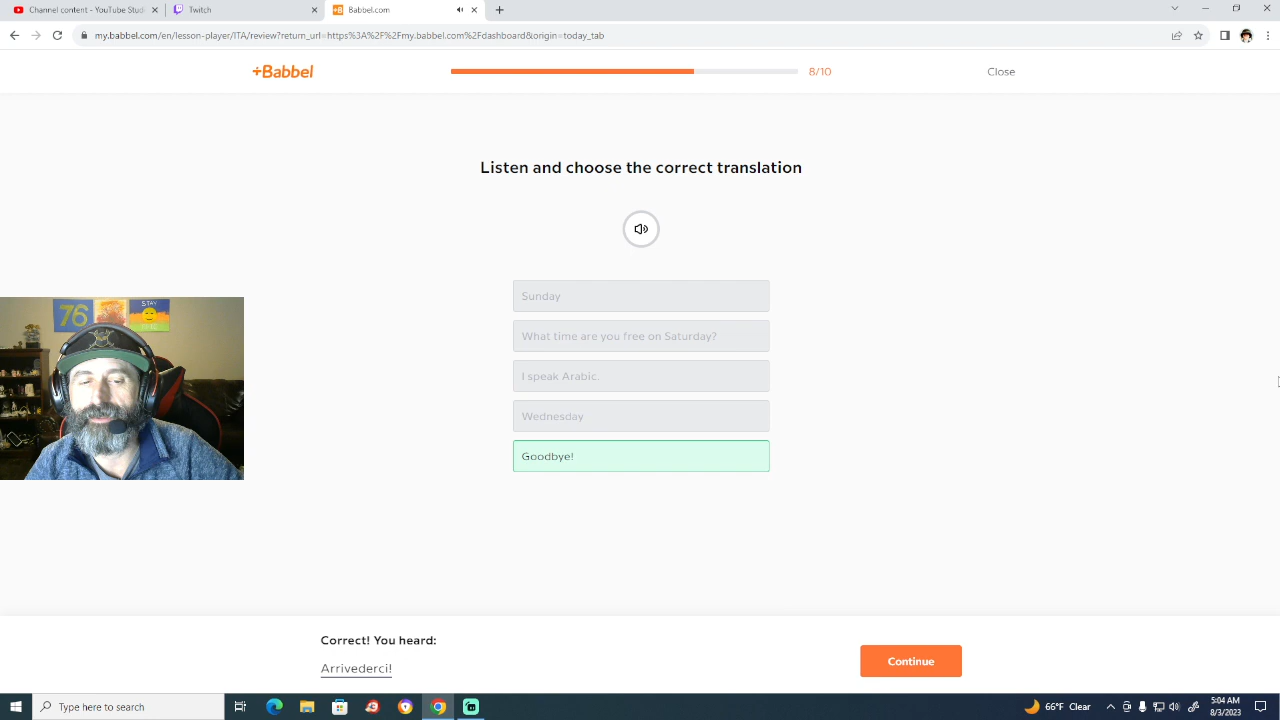 Channel content - YouTube Stud
Twitch
Babbel.com
my.babbel.com/en/lesson-player/ITA/review?return_url=https%3A%2F%2Fmy.babbel.com%2Fdashboard&origin=today_tab
+Babbel
8/10
Close
Listen and choose the correct translation
Sunday
What time are you free on Saturday?
I speak Arabic.
Wednesday
Goodbye!
76
STAY
Correct! You heard:
Arrivederci!
Continue
Type here to search
66°F Clear
5:04 AM
8/3/2023